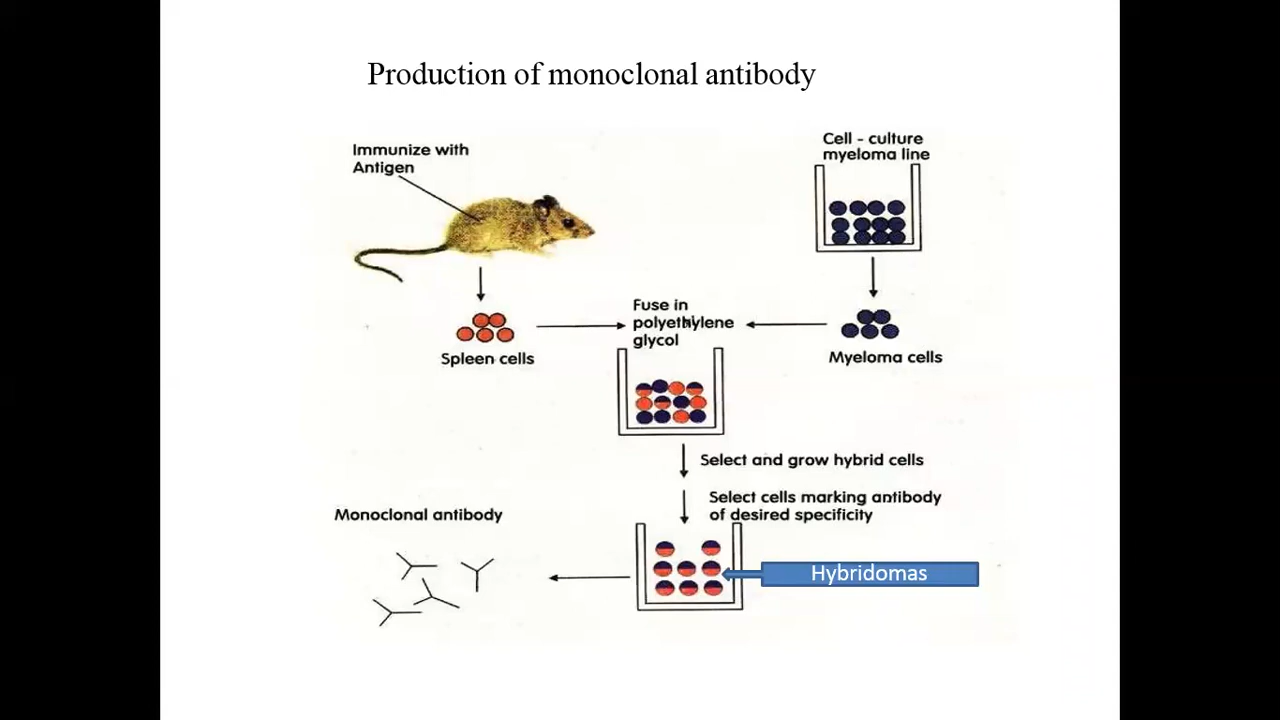 Production of monoclonal antibody
Immunize with
Antigen
Cell - culture
myeloma line
Fuse in
polyethylene
glycol
Spleen cells
Myeloma cells
Select and grow hybrid cells
Select cells marking antibody
of desired specificity
Monoclonal antibody
Hybridomas